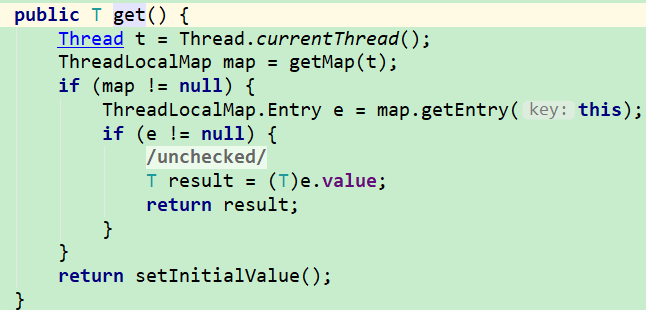 public T get() {
    Thread t = Thread.currentThread();
    ThreadLocalMap map = getMap(t);
    if (map != null) {
        ThreadLocalMap.Entry e = map.getEntry( key: this);
        if (e != null) {
            /unchecked/
            T result = (T)e.value;
            return result;
        }
    }
    return setInitialValue();
}